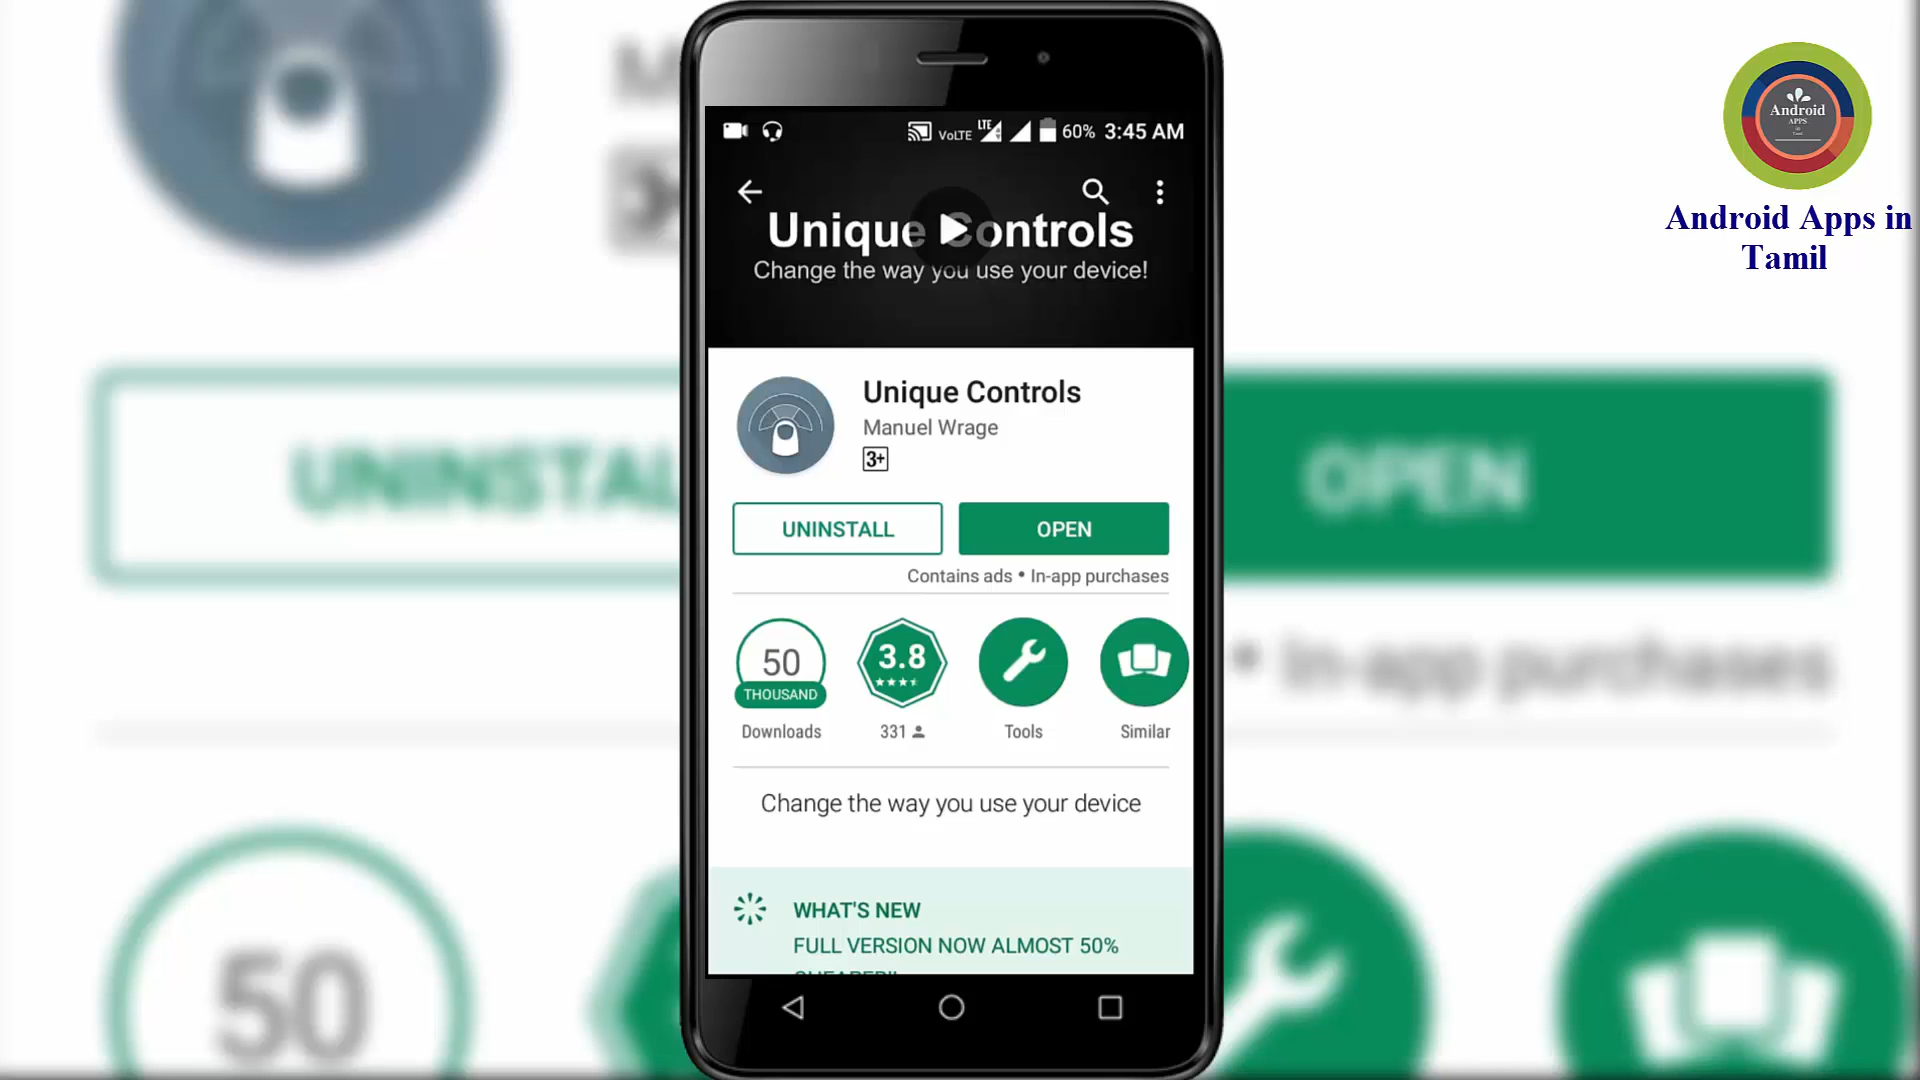 VoLTE LTE 60% 3:45 AM
Unique Controls
Change the way you use your device!
Unique Controls
Manuel Wrage
3+
UNINSTALL OPEN
Contains ads • In-app purchases
50 THOUSAND 3.8
Downloads 331 Tools Similar
Change the way you use your device
WHAT'S NEW
FULL VERSION NOW ALMOST 50%
Android
APPS
Android Apps in
Tamil
UNINSTAL OPEN
• In-app purchases
50